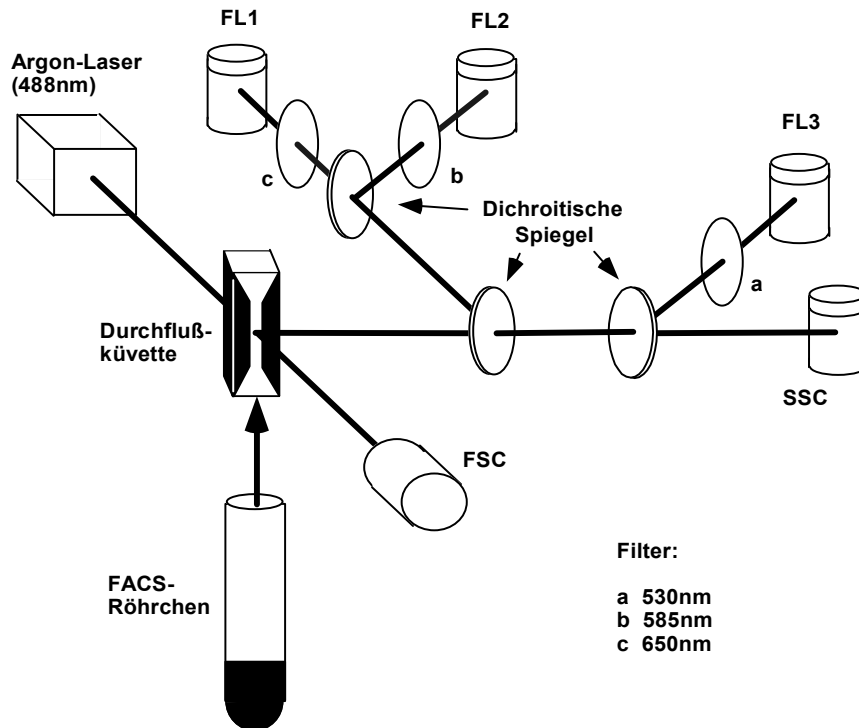 FL1
FL2
Argon-Laser
(488nm)
FL3
c
b
Dichroitische
Spiegel
a
Durchfluß-
küvette
SSC
FSC
FACS-
Röhrchen
Filter:
a 530nm
b 585nm
c 650nm